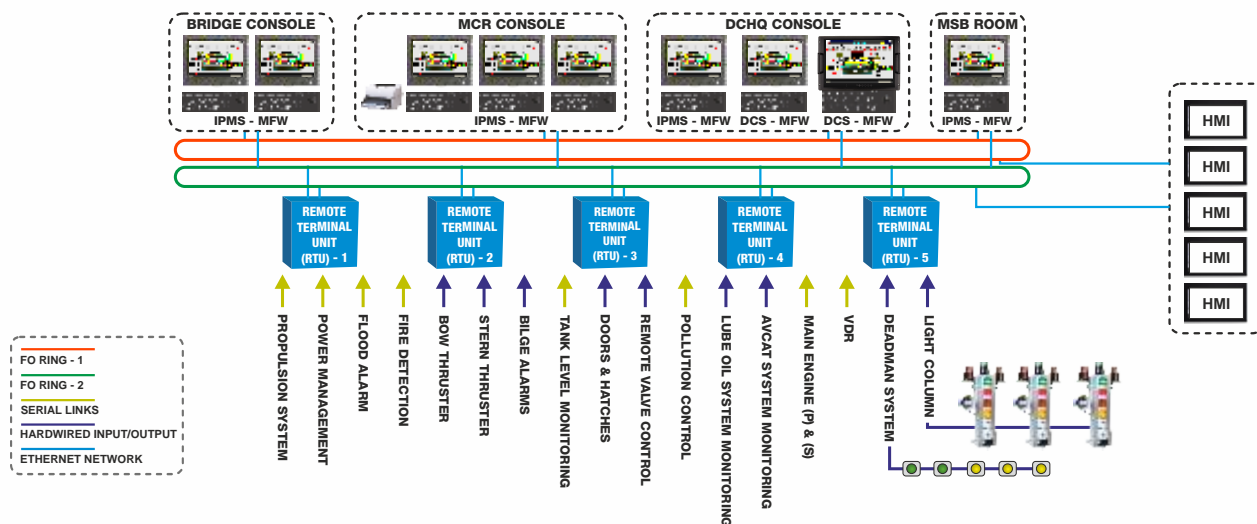 BRIDGE CONSOLE
MCR CONSOLE
DCHQ CONSOLE
MSB ROOM
IPMS - MFW
IPMS - MFW
IPMS - MFW
DCS - MFW
DCS - MFW
IPMS - MFW
HMI
HMI
HMI
HMI
HMI
REMOTE
TERMINAL
UNIT
(RTU) - 1
REMOTE
TERMINAL
UNIT
(RTU) - 2
REMOTE
TERMINAL
UNIT
(RTU) - 3
REMOTE
TERMINAL
UNIT
(RTU) - 4
REMOTE
TERMINAL
UNIT
(RTU) - 5
PROPULSION SYSTEM
POWER MANAGEMENT
FLOOD ALARM
FIRE DETECTION
BOW THRUSTER
STERN THRUSTER
BILGE ALARMS
TANK LEVEL MONITORING
DOORS & HATCHES
REMOTE VALVE CONTROL
POLLUTION CONTROL
LUBE OIL SYSTEM MONITORING
AVCAT SYSTEM MONITORING
MAIN ENGINE (P) & (S)
VDR
DEADMAN SYSTEM
LIGHT COLUMN
FO RING - 1
FO RING - 2
SERIAL LINKS
HARDWIRED INPUT/OUTPUT
ETHERNET NETWORK